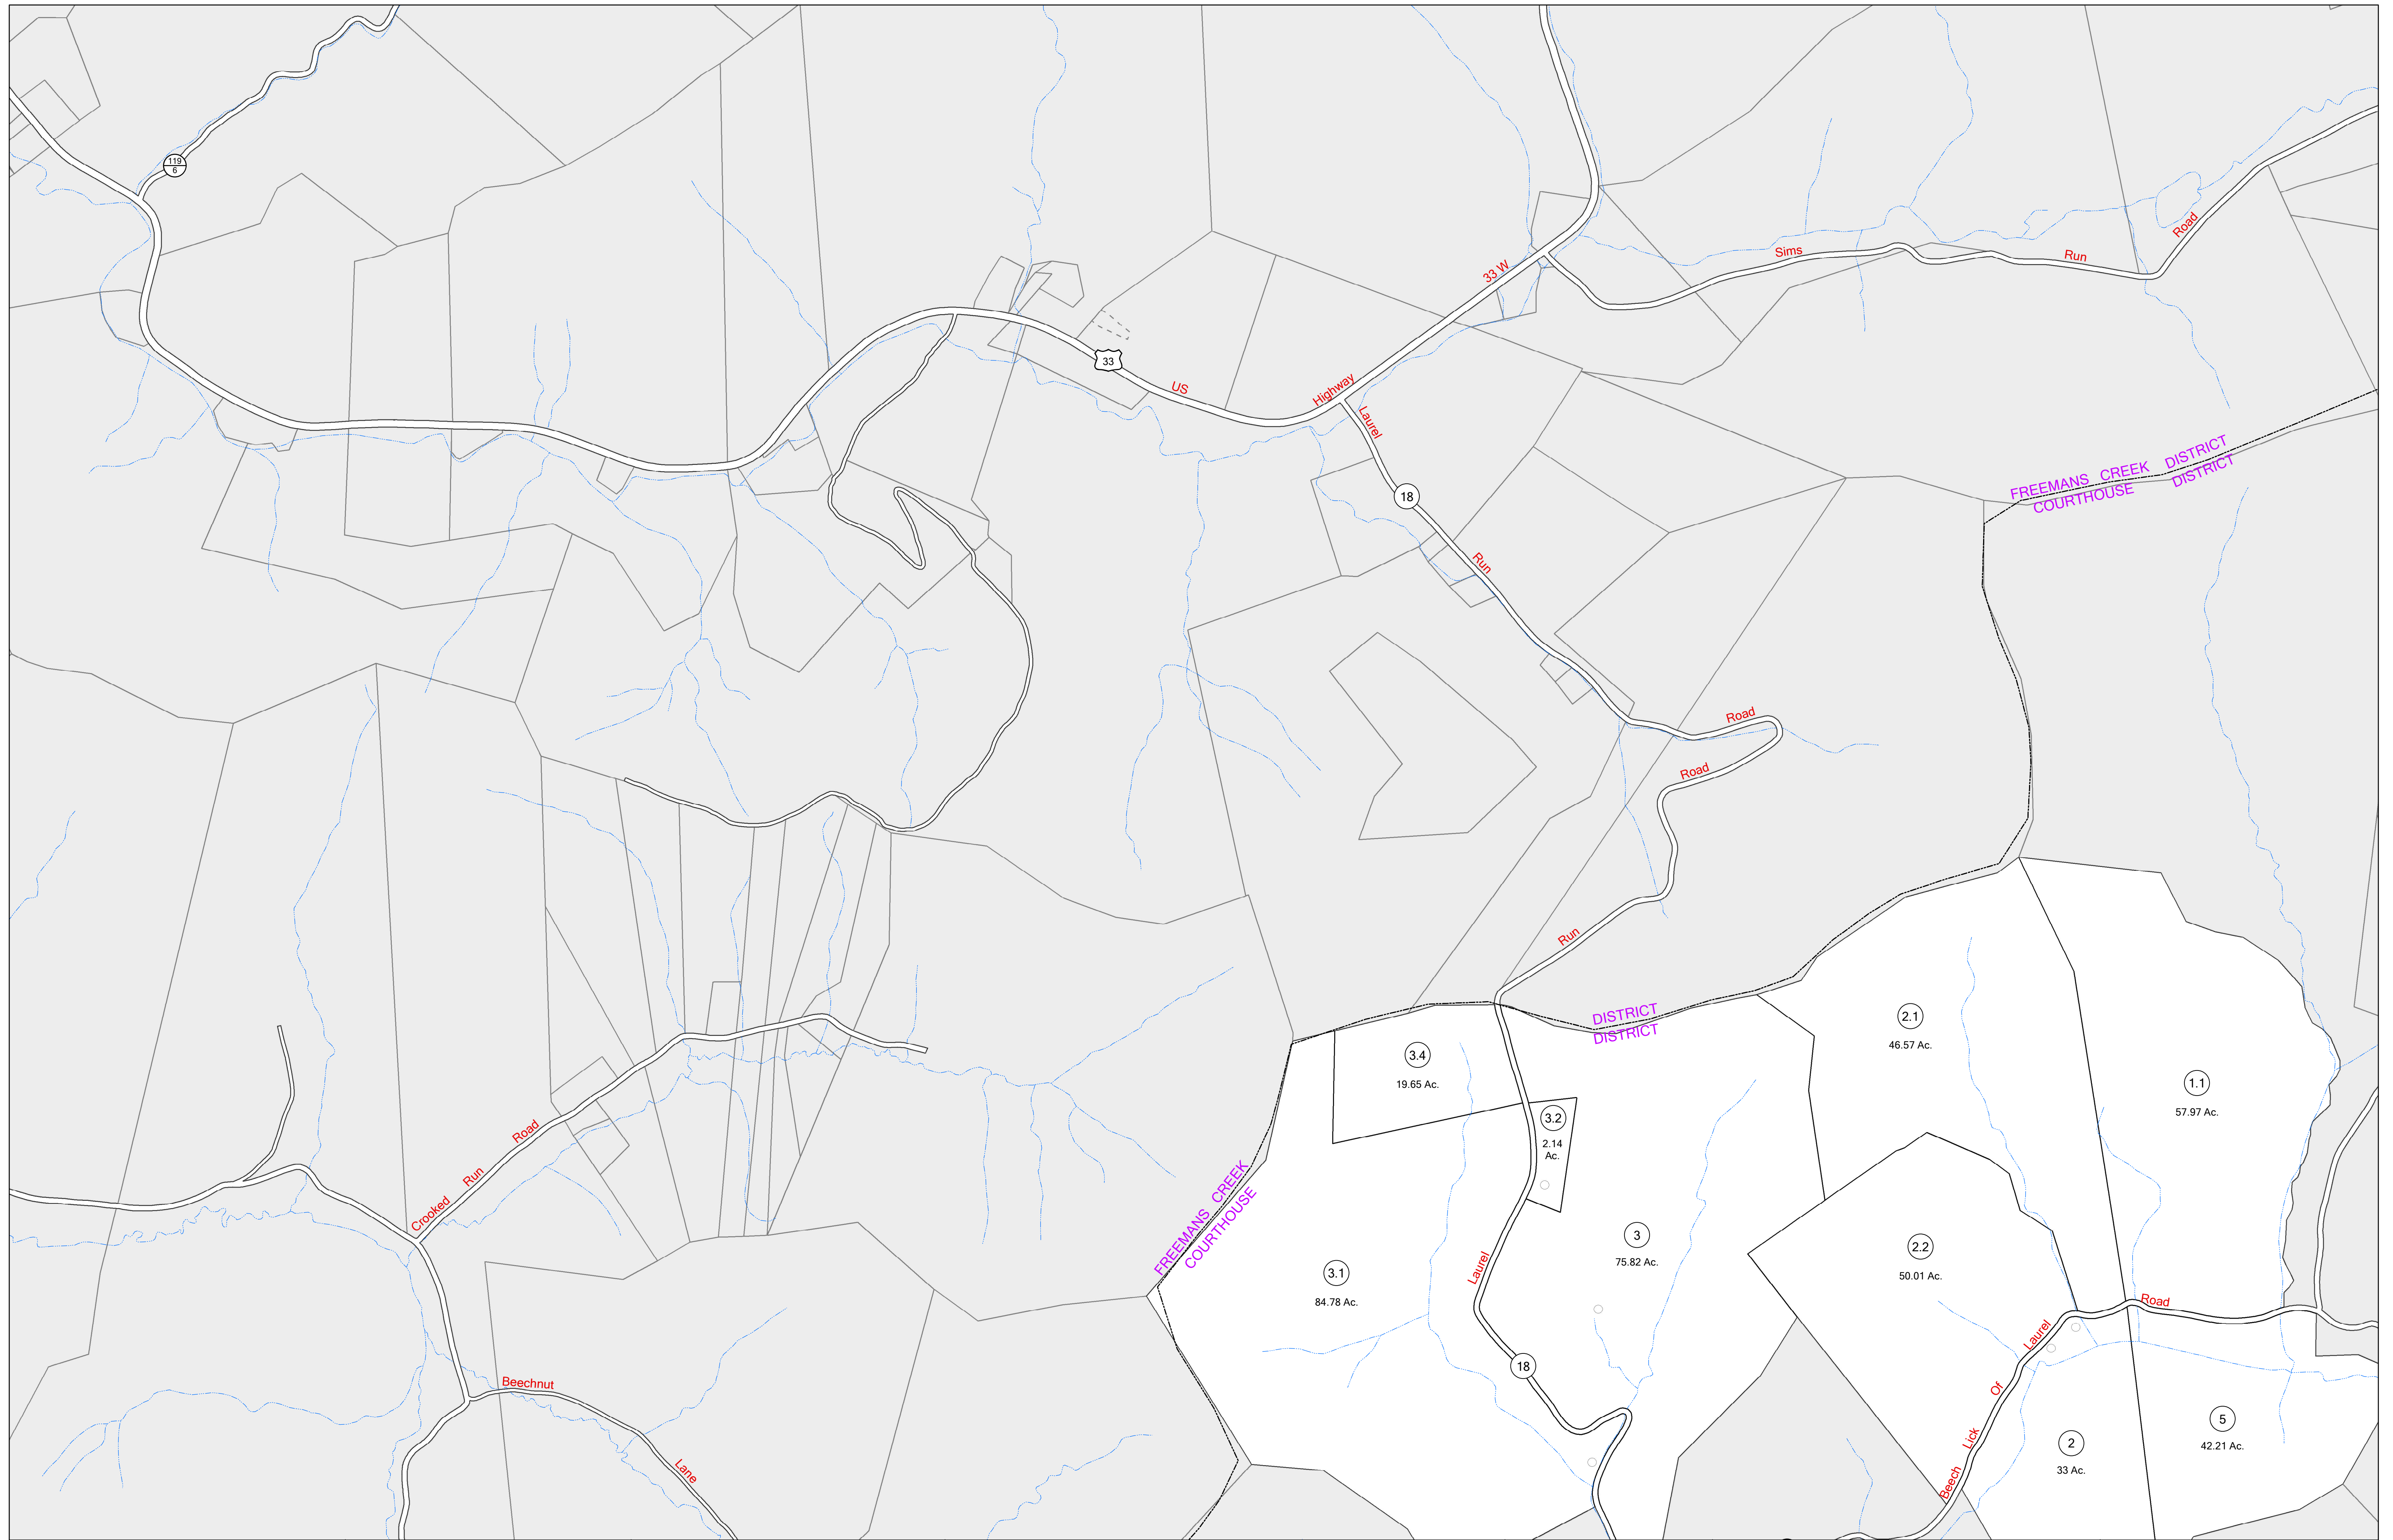 119
6
Sims
Run
Road
33 W
Highway
US
33
Laurel
18
Run
Road
Road
Run
FREEMANS CREEK DISTRICT
COURTHOUSE DISTRICT
DISTRICT
DISTRICT
2.1
46.57 Ac.
3.4
19.65 Ac.
1.1
57.97 Ac.
3.2
2.14
Ac.
Crooked Run Road
FREEMANS CREEK
COURTHOUSE
3
75.82 Ac.
2.2
50.01 Ac.
3.1
84.78 Ac.
Laurel
18
Beech Lick Of Laurel Road
Beechnut
Lane
5
42.21 Ac.
2
33 Ac.